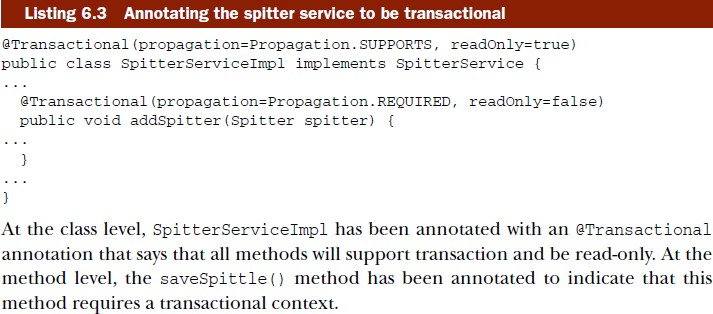 Listing 6.3 Annotating the spitter service to be transactional
@Transactional(propagation=Propagation.SUPPORTS, readOnly=true)
public class SpitterServiceImpl implements SpitterService {
...
@Transactional(propagation=Propagation.REQUIRED, readOnly=false)
public void addSpitter(Spitter spitter) {
...
}
...
}
At the class level, SpitterServiceImpl has been annotated with an @Transactional
annotation that says that all methods will support transaction and be read-only. At the
method level, the saveSpittle() method has been annotated to indicate that this
method requires a transactional context.